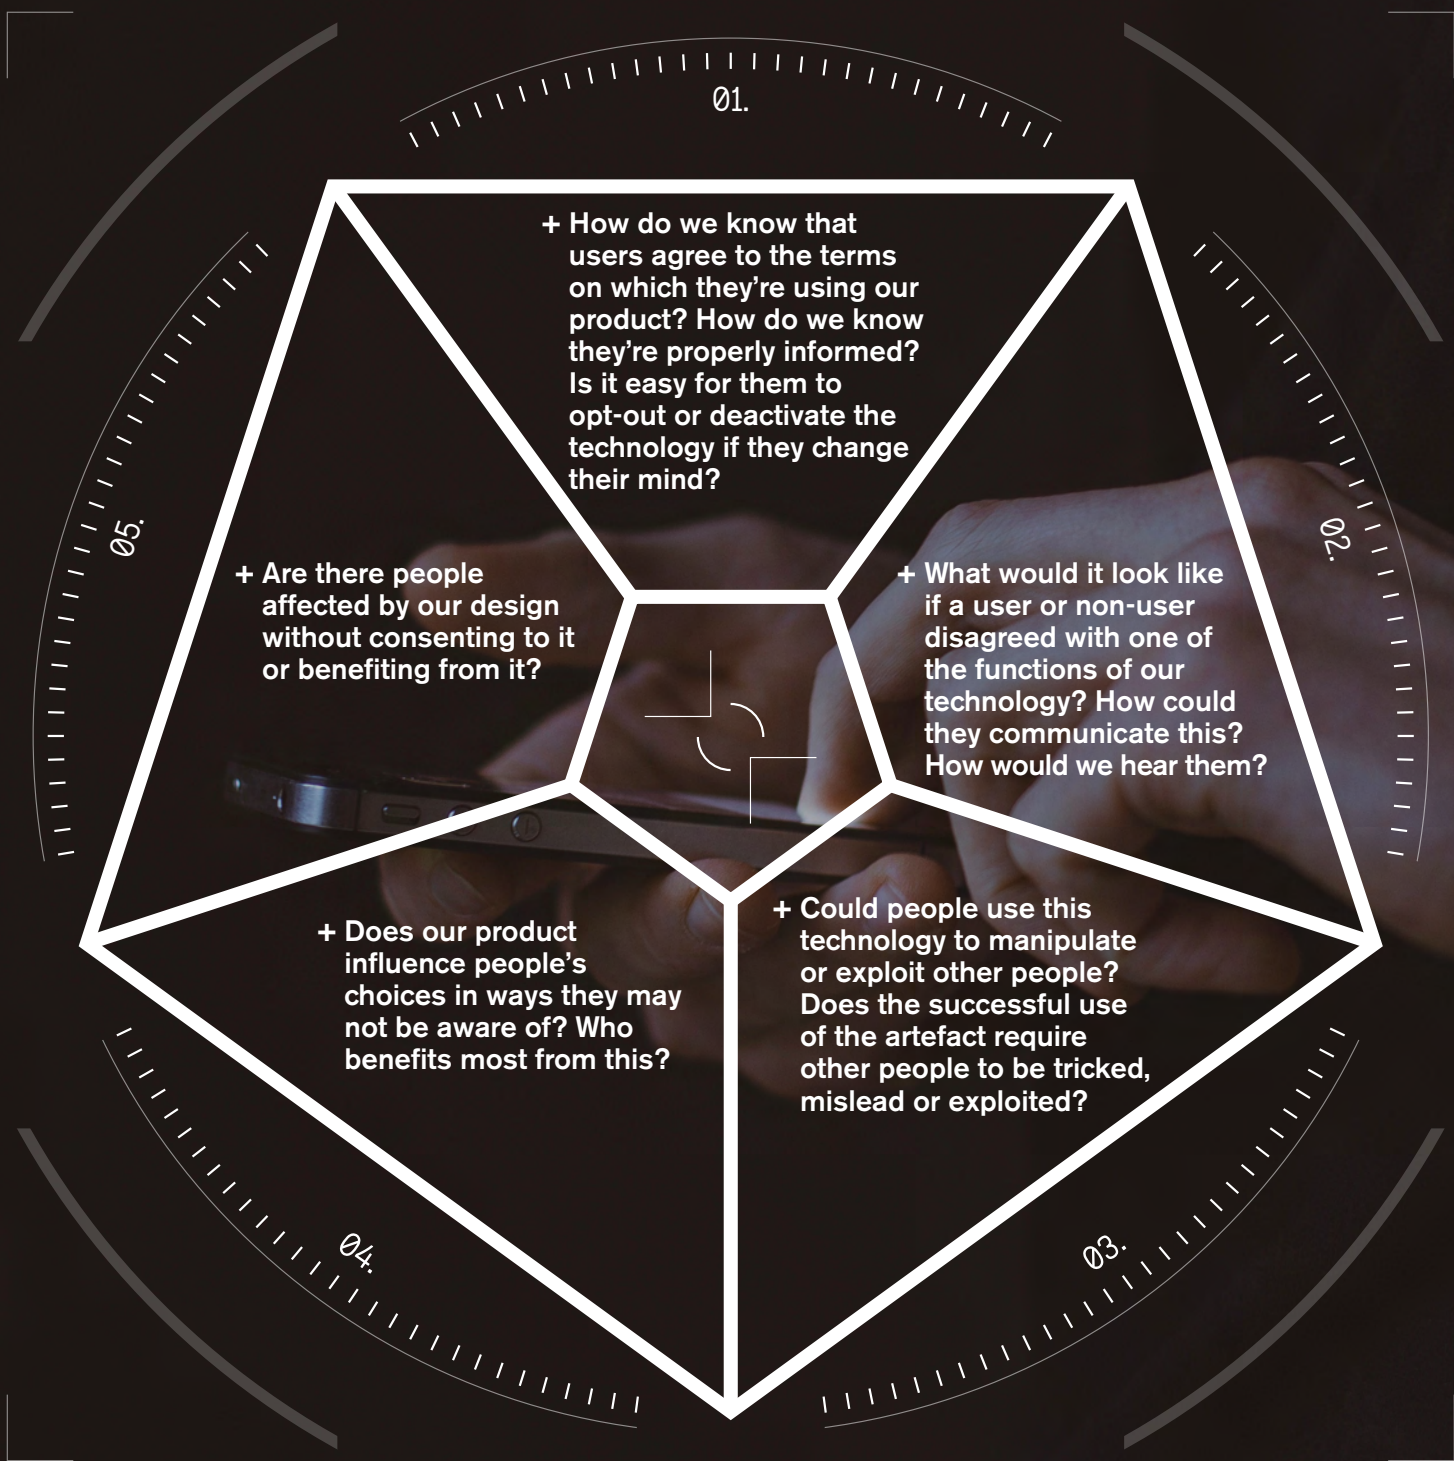 01.
+ How do we know that
users agree to the terms
on which they’re using our
product? How do we know
they’re properly informed?
Is it easy for them to
opt-out or deactivate the
technology if they change
their mind?
02.
+ What would it look like
if a user or non-user
disagreed with one of
the functions of our
technology? How could
they communicate this?
How would we hear them?
03.
+ Could people use this
technology to manipulate
or exploit other people?
Does the successful use
of the artefact require
other people to be tricked,
mislead or exploited?
04.
+ Does our product
influence people’s
choices in ways they may
not be aware of? Who
benefits most from this?
05.
+ Are there people
affected by our design
without consenting to it
or benefiting from it?